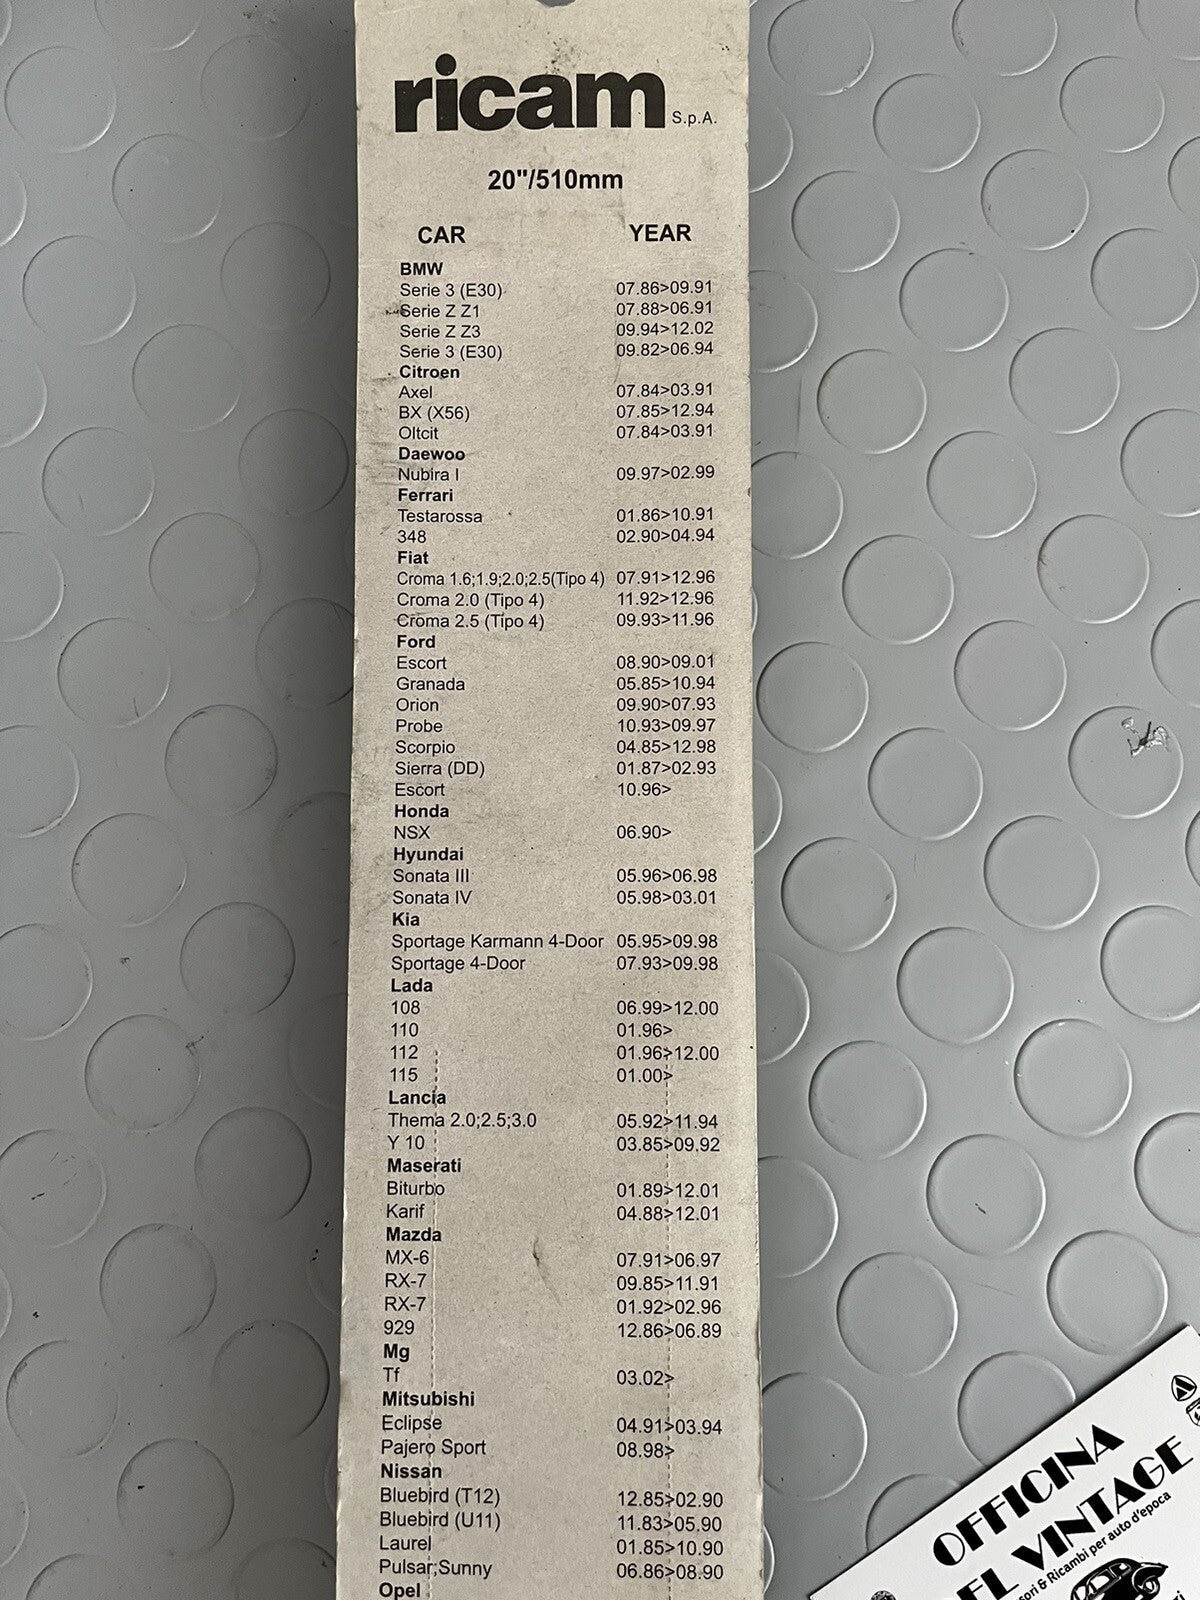 ricam S.p.A.
20"/510mm
CAR YEAR
BMW
Serie 3 (E30) 07.86>09.91
Serie Z Z1 07.88>06.91
Serie Z Z3 09.94>12.02
Serie 3 (E30) 09.82>06.94
Citroen
Axel 07.84>03.91
BX (X56) 07.85>12.94
Oltcit 07.84>03.91
Daewoo
Nubira I 09.97>02.99
Ferrari
Testarossa 01.86>10.91
348 02.90>04.94
Fiat
Croma 1.6;1.9;2.0;2.5(Tipo 4) 07.91>12.96
Croma 2.0 (Tipo 4) 11.92>12.96
Croma 2.5 (Tipo 4) 09.93>11.96
Ford
Escort 08.90>09.01
Granada 05.85>10.94
Orion 09.90>07.93
Probe 10.93>09.97
Scorpio 04.85>12.98
Sierra (DD) 01.87>02.93
Escort 10.96>
Honda
NSX 06.90>
Hyundai
Sonata III 05.96>06.98
Sonata IV 05.98>03.01
Kia
Sportage Karmann 4-Door 05.95>09.98
Sportage 4-Door 07.93>09.98
Lada
108 06.99>12.00
110 01.96>
112 01.96>12.00
115 01.00>
Lancia
Thema 2.0;2.5;3.0 05.92>11.94
Y 10 03.85>09.92
Maserati
Biturbo 01.89>12.01
Karif 04.88>12.01
Mazda
MX-6 07.91>06.97
RX-7 09.85>11.91
RX-7 01.92>02.96
929 12.86>06.89
Mg
Tf 03.02>
Mitsubishi
Eclipse 04.91>03.94
Pajero Sport 08.98>
Nissan
Bluebird (T12) 12.85>02.90
Bluebird (U11) 11.83>05.90
Laurel 01.85>10.90
Pulsar;Sunny 06.86>08.90
Opel
OFFICINA
EL VINTAGE
sori & Ricambi per auto d'epoca